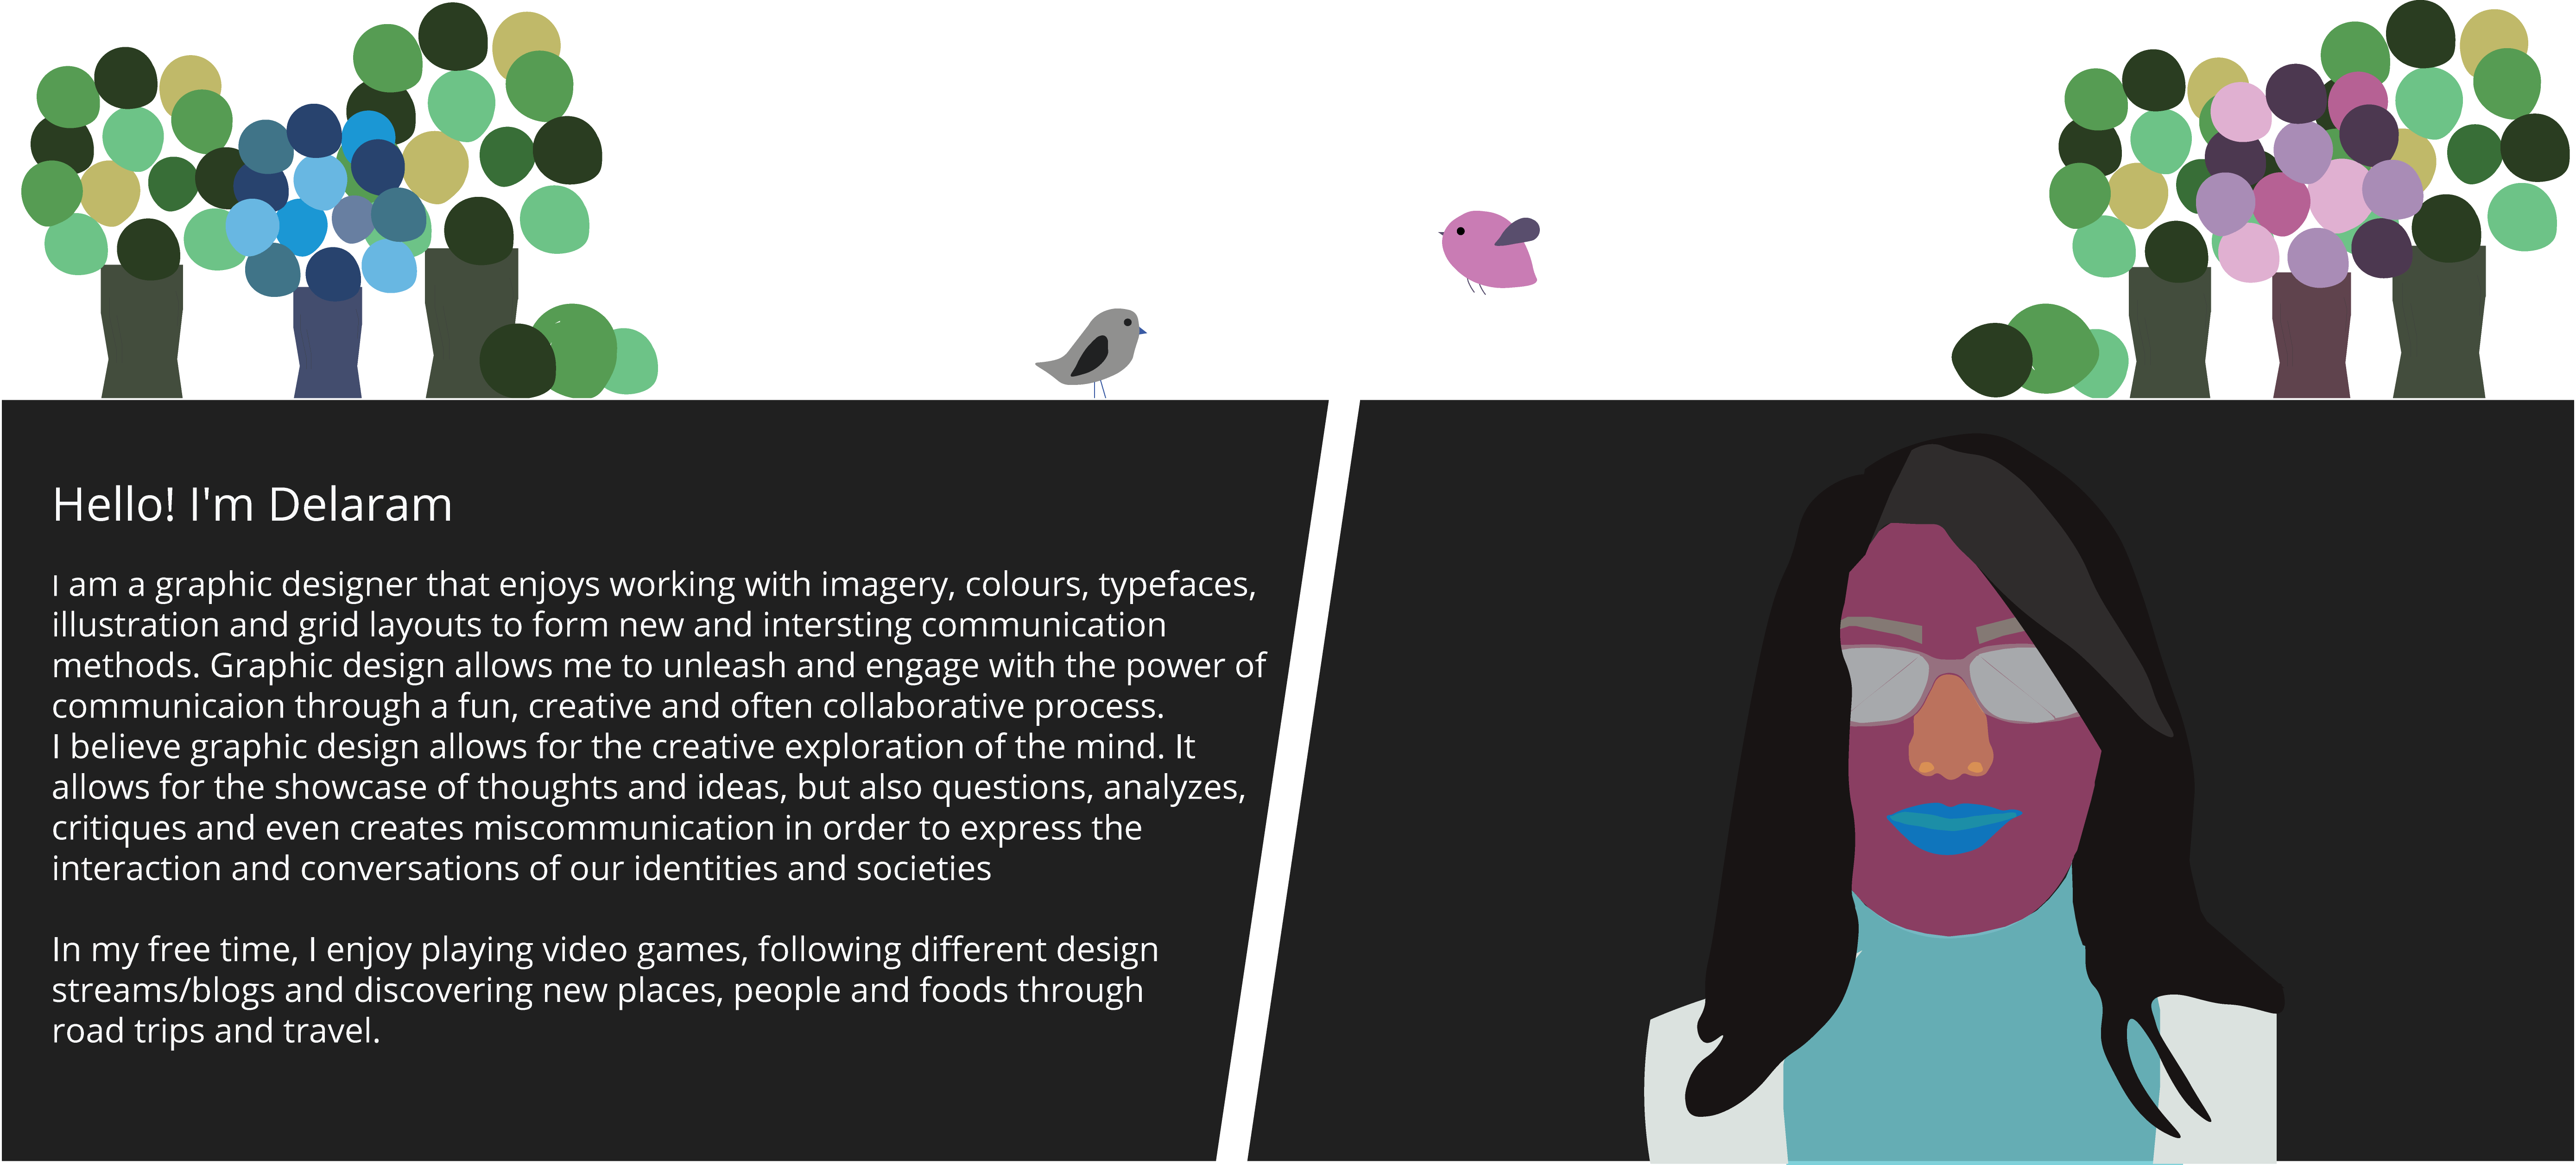 Hello! I'm Delaram
I am a graphic designer that enjoys working with imagery, colours, typefaces,
illustration and grid layouts to form new and intersting communication
methods. Graphic design allows me to unleash and engage with the power of
communicaion through a fun, creative and often collaborative process.
I believe graphic design allows for the creative exploration of the mind. It
allows for the showcase of thoughts and ideas, but also questions, analyzes,
critiques and even creates miscommunication in order to express the
interaction and conversations of our identities and societies
In my free time, I enjoy playing video games, following different design
streams/blogs and discovering new places, people and foods through
road trips and travel.